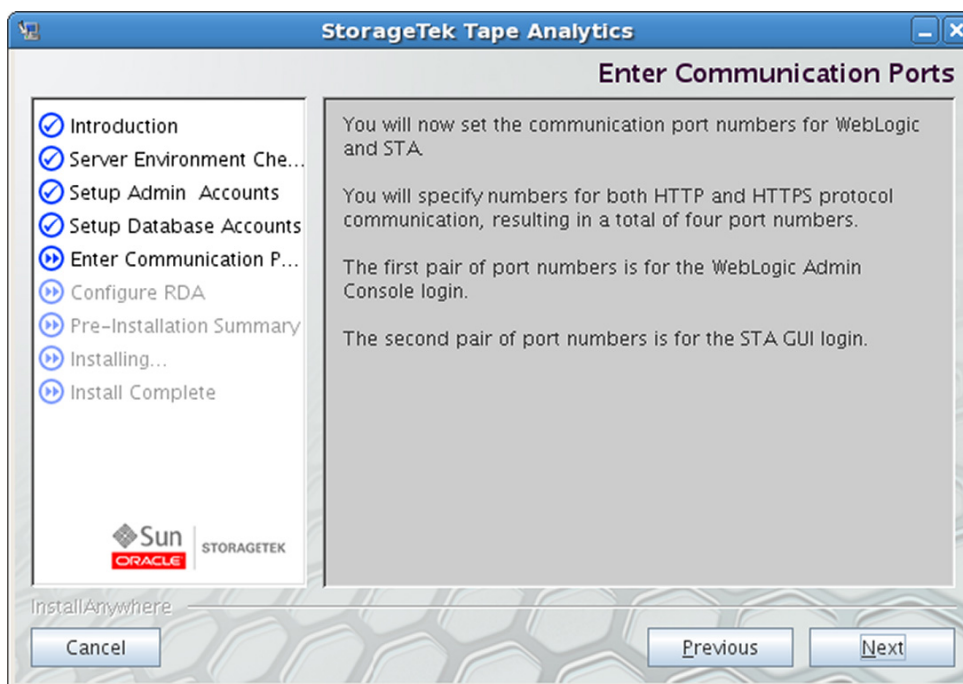 StorageTek Tape Analytics
Enter Communication Ports
Introduction
Server Environment Che...
Setup Admin Accounts
Setup Database Accounts
Enter Communication P...
Configure RDA
Pre-Installation Summary
Installing...
Install Complete
Sun
ORACLE
STORAGETEK
You will now set the communication port numbers for WebLogic
and STA.
You will specify numbers for both HTTP and HTTPS protocol
communication, resulting in a total of four port numbers.
The first pair of port numbers is for the WebLogic Admin
Console login.
The second pair of port numbers is for the STA GUI login.
InstallAnywhere
Cancel
Previous
Next